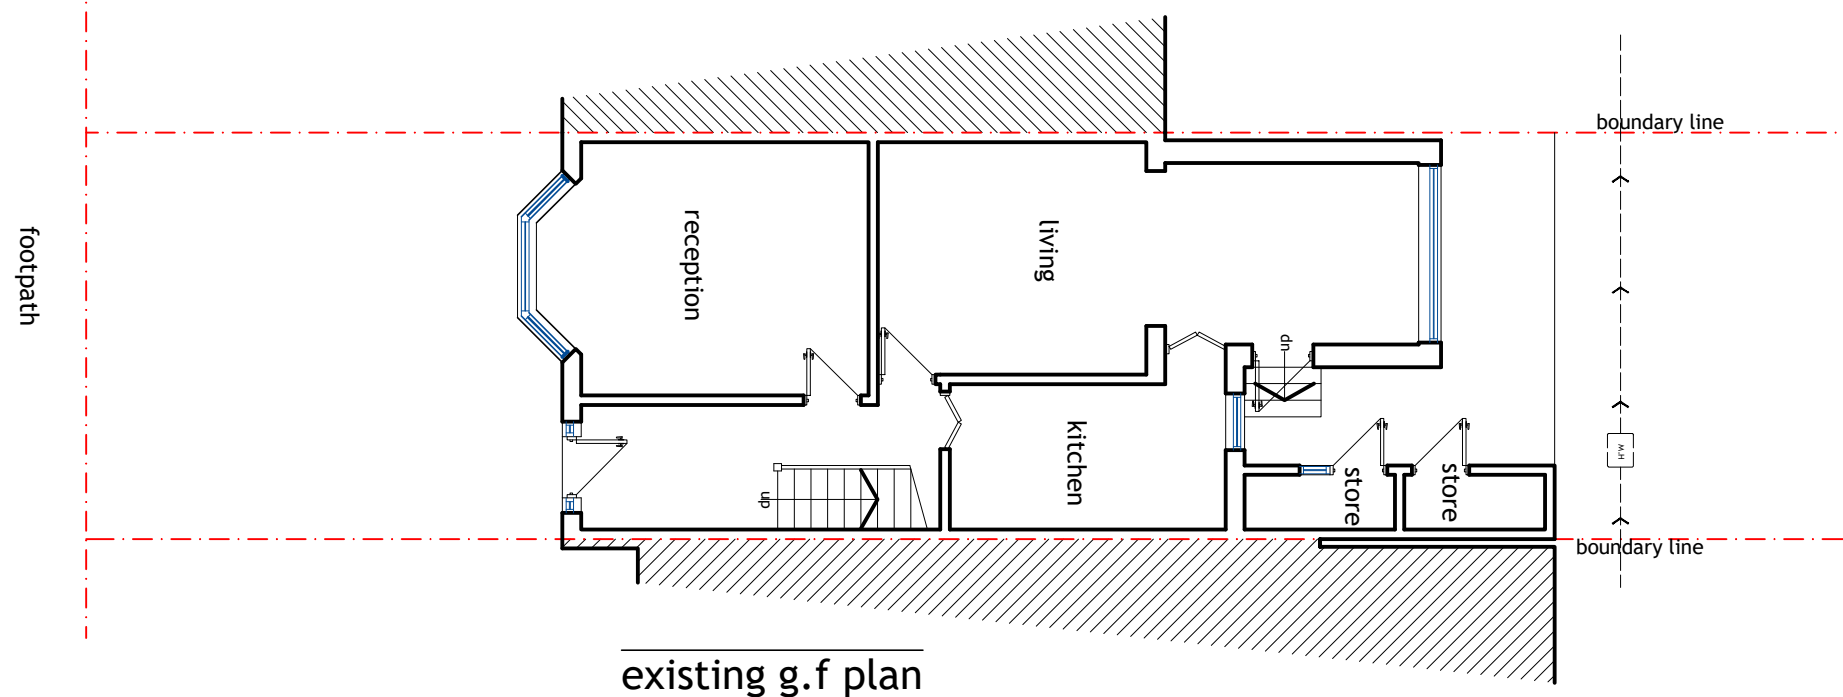 boundary line
footpath
reception
living
dn
kitchen
store
store
M.H
up
boundary line
existing g.f plan